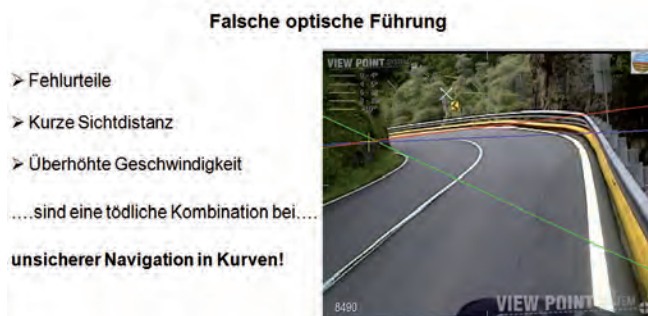 Falsche optische Führung
➢ Fehlurteile
➢ Kurze Sichtdistanz
➢ Überhöhte Geschwindigkeit
....sind eine tödliche Kombination bei....
unsicherer Navigation in Kurven!
VIEW POINT
8490
VIEW POINT